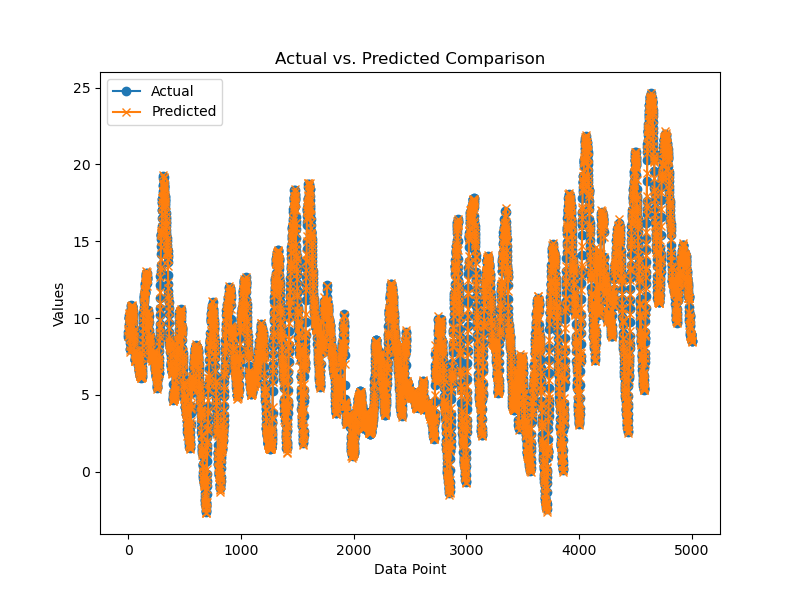 Actual vs. Predicted Comparison
Actual
Predicted
25
20
15
10
5
0
Values
0 1000 2000 3000 4000 5000
Data Point